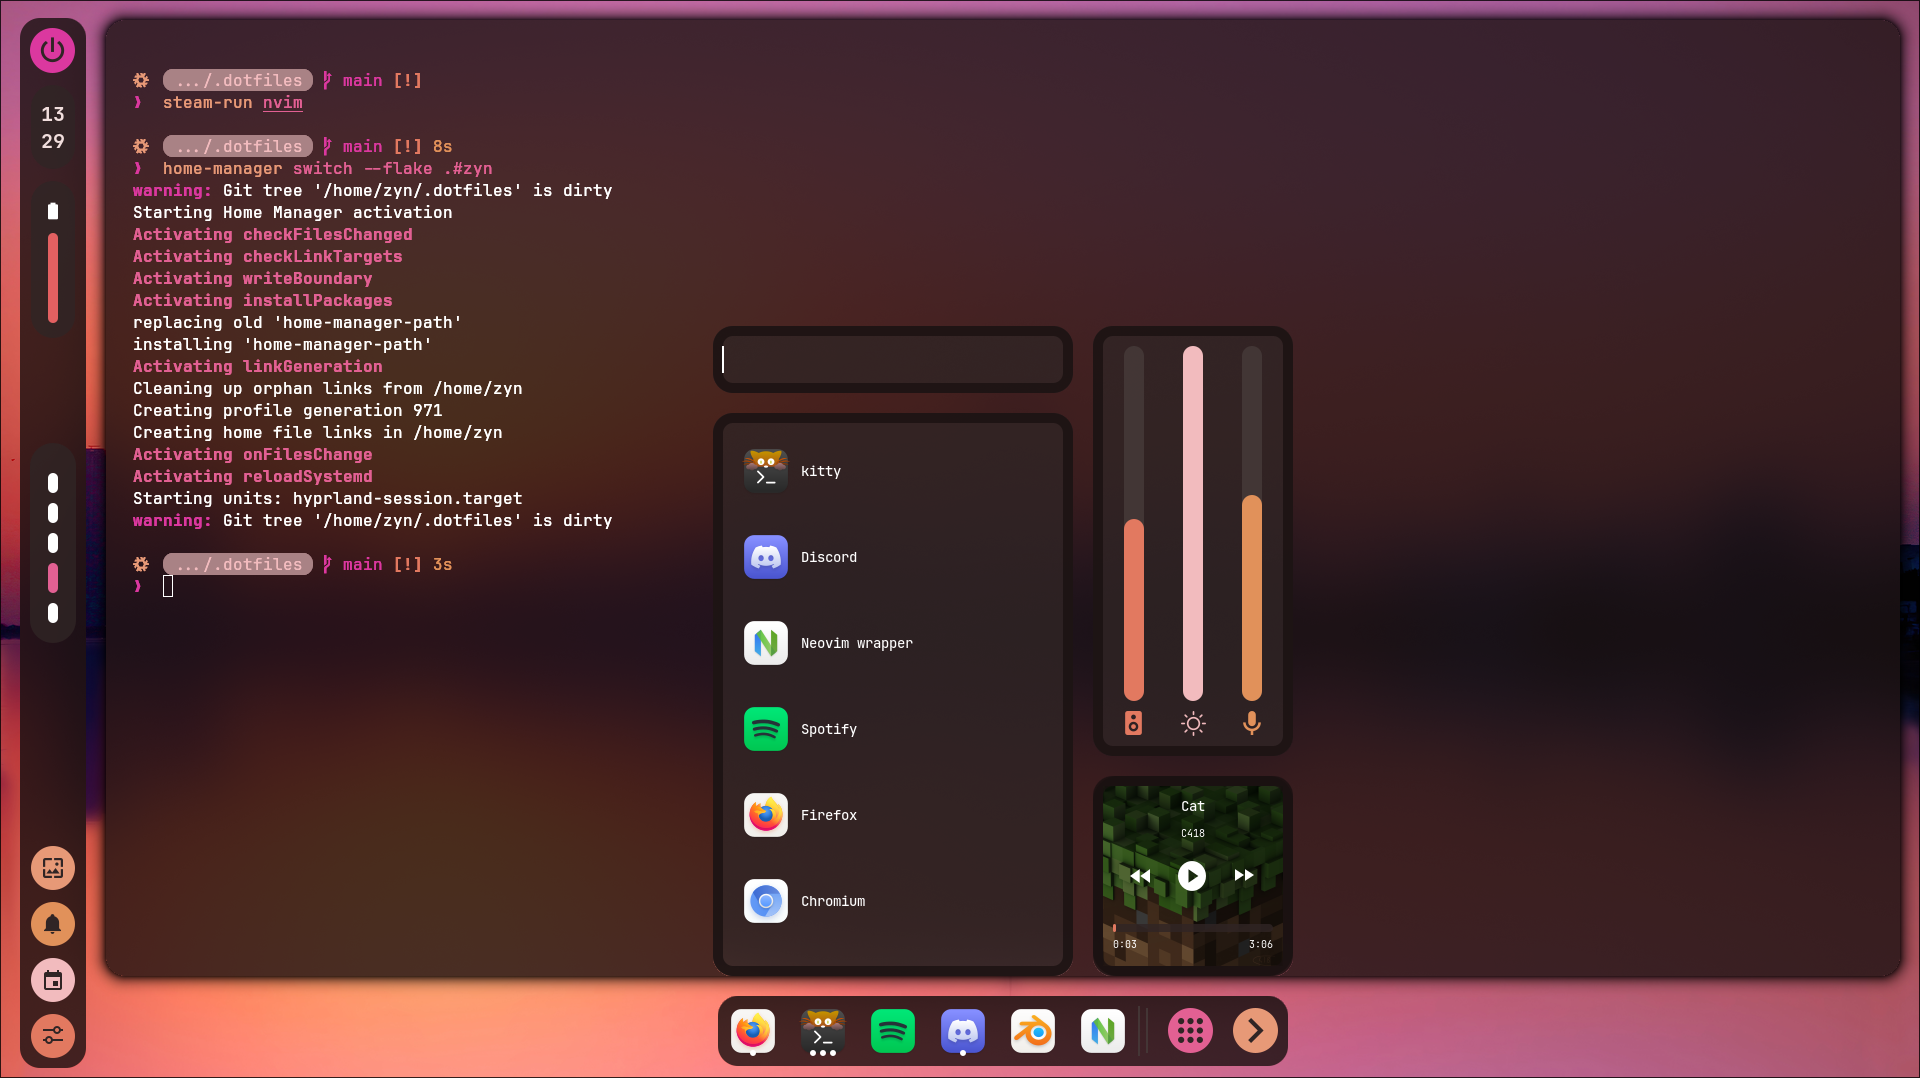 13
29
.../.dotfiles main [!]
❱ steam-run nvim
.../.dotfiles main [!] 8s
❱ home-manager switch --flake .#zyn
warning: Git tree '/home/zyn/.dotfiles' is dirty
Starting Home Manager activation
Activating checkFilesChanged
Activating checkLinkTargets
Activating writeBoundary
Activating installPackages
replacing old 'home-manager-path'
installing 'home-manager-path'
Activating linkGeneration
Cleaning up orphan links from /home/zyn
Creating profile generation 971
Creating home file links in /home/zyn
Activating onFilesChange
Activating reloadSystemd
Starting units: hyprland-session.target
warning: Git tree '/home/zyn/.dotfiles' is dirty
.../.dotfiles main [!] 3s
❱
kitty
Discord
Neovim wrapper
Spotify
Firefox
Chromium
Cat
C418
0:03 3:06